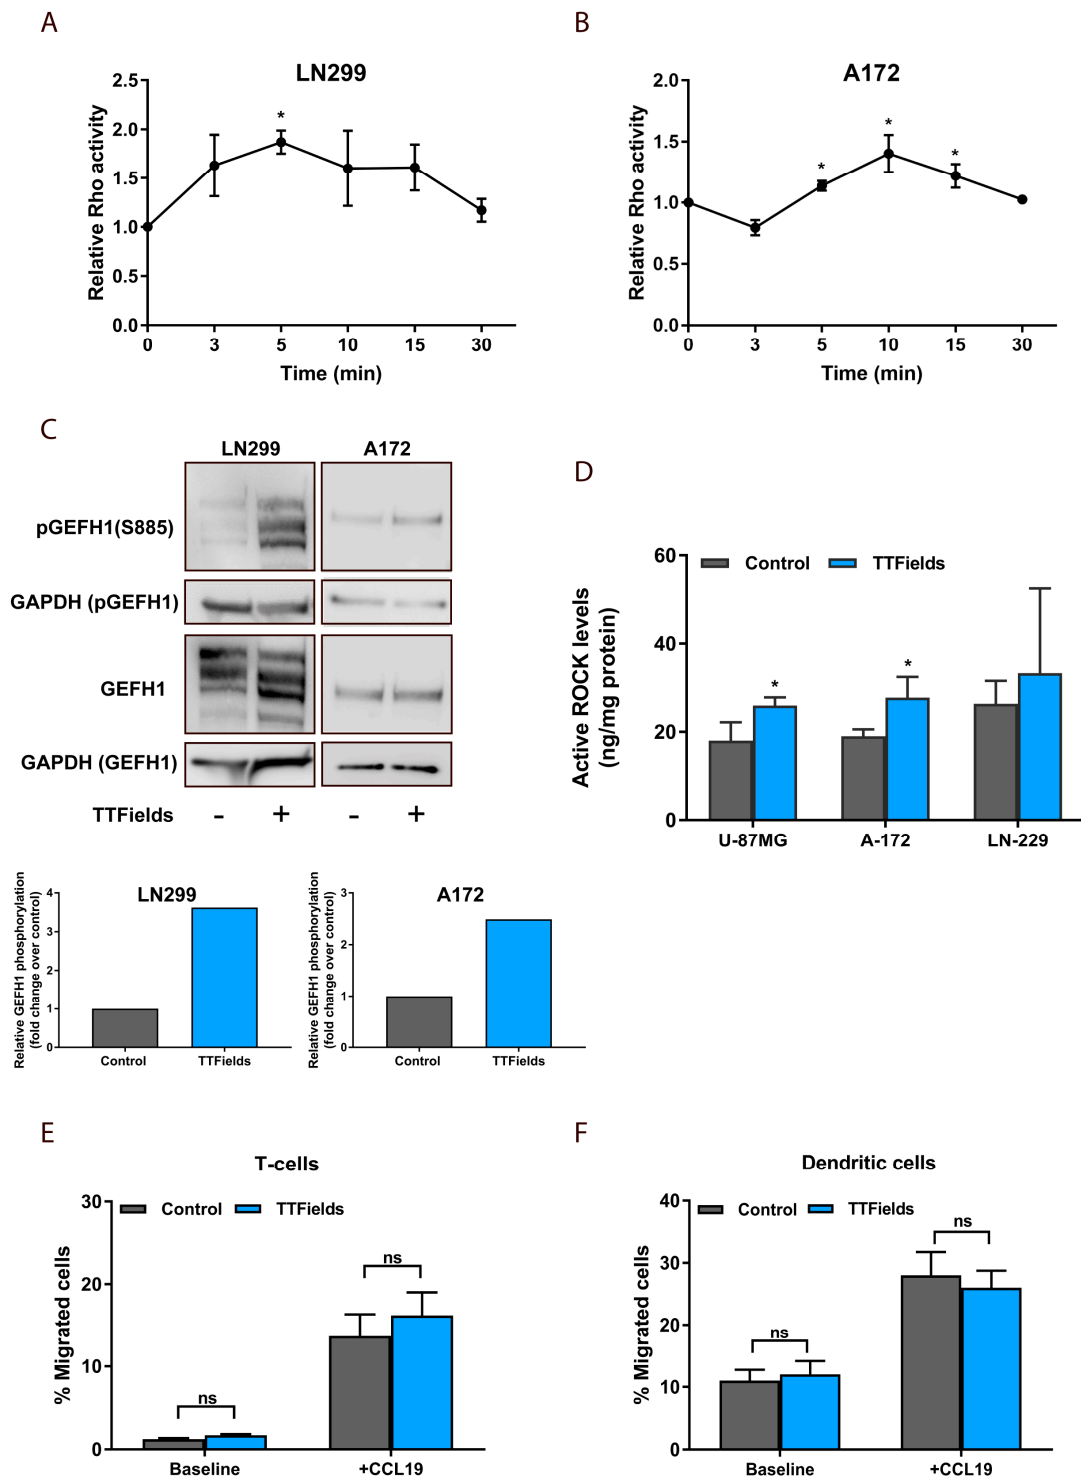 A
LN299
Relative Rho activity
2.5
2.0
1.5
1.0
0.5
0.0
*
0 3 5 10 15 30
Time (min)
B
A172
Relative Rho activity
2.0
1.5
1.0
0.5
0.0
* * *
0 3 5 10 15 30
Time (min)
C
LN299 A172
pGEFH1(S885)
GAPDH (pGEFH1)
GEFH1
GAPDH (GEFH1)
TTFields - + - +
LN299
Relative GEFH1 phosphorylation
(fold change over control)
4
3
2
1
0
Control TTFields
A172
Relative GEFH1 phosphorylation
(fold change over control)
3
2
1
0
Control TTFields
D
Active ROCK levels
(ng/mg protein)
60
40
20
0
Control TTFields
* *
U-87MG A-172 LN-229
E
T-cells
% Migrated cells
30
20
10
0
Control TTFields
ns
ns
Baseline +CCL19
F
Dendritic cells
% Migrated cells
40
30
20
10
0
Control TTFields
ns
ns
Baseline +CCL19